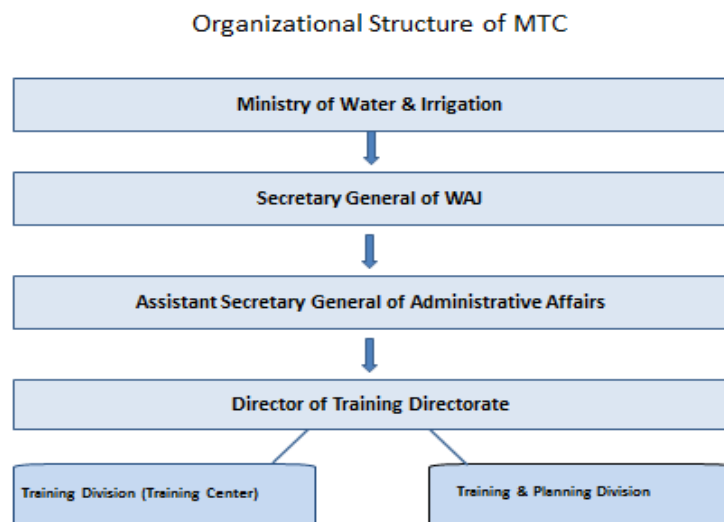 Organizational Structure of MTC
Ministry of Water & Irrigation
Secretary General of WAJ
Assistant Secretary General of Administrative Affairs
Director of Training Directorate
Training Division (Training Center)
Training & Planning Division